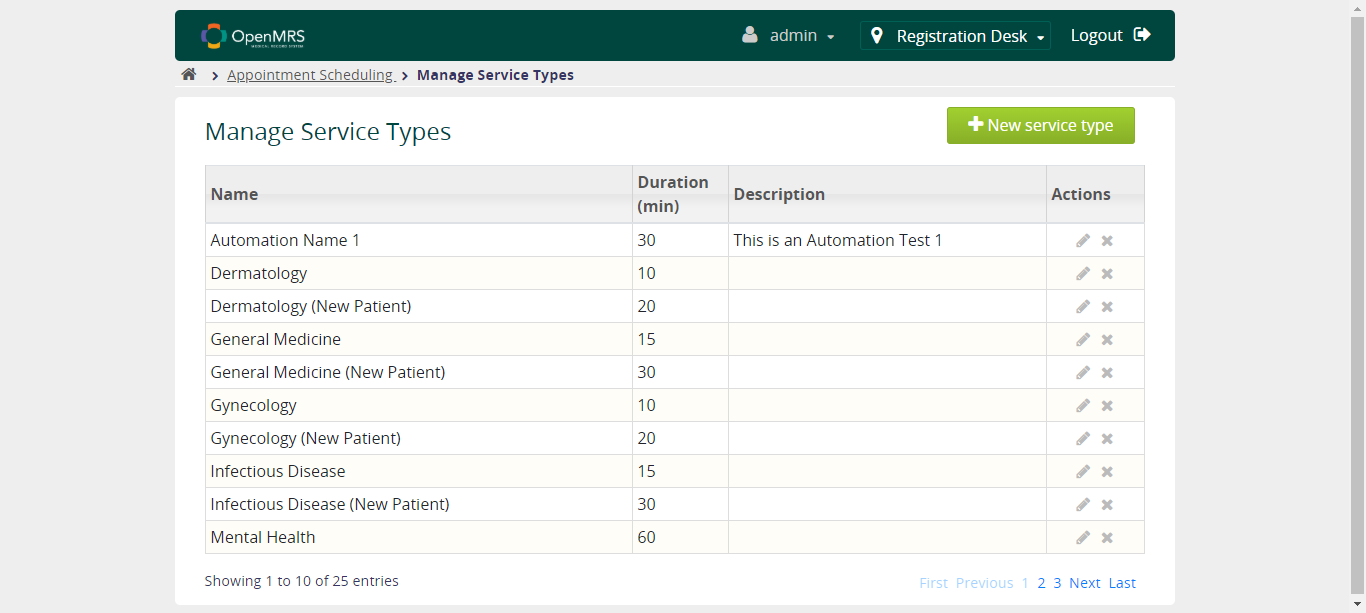 OpenMRS
MEDICAL RECORD SYSTEM
admin
Registration Desk
Logout
Appointment Scheduling
Manage Service Types
Manage Service Types
New service type
Name Duration (min) Description Actions
Automation Name 1 30 This is an Automation Test 1
Dermatology 10
Dermatology (New Patient) 20
General Medicine 15
General Medicine (New Patient) 30
Gynecology 10
Gynecology (New Patient) 20
Infectious Disease 15
Infectious Disease (New Patient) 30
Mental Health 60
Showing 1 to 10 of 25 entries
First Previous 1 2 3 Next Last